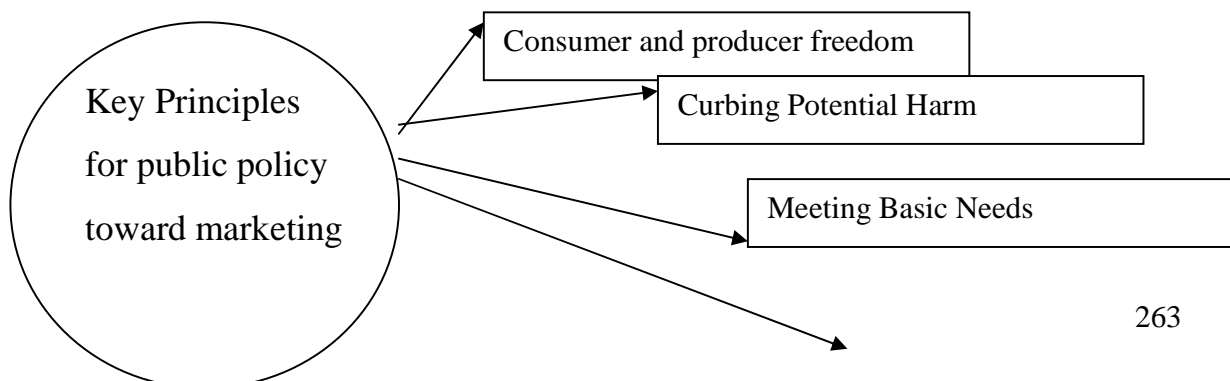 Key Principles
for public policy
toward marketing
Consumer and producer freedom
Curbing Potential Harm
Meeting Basic Needs
263